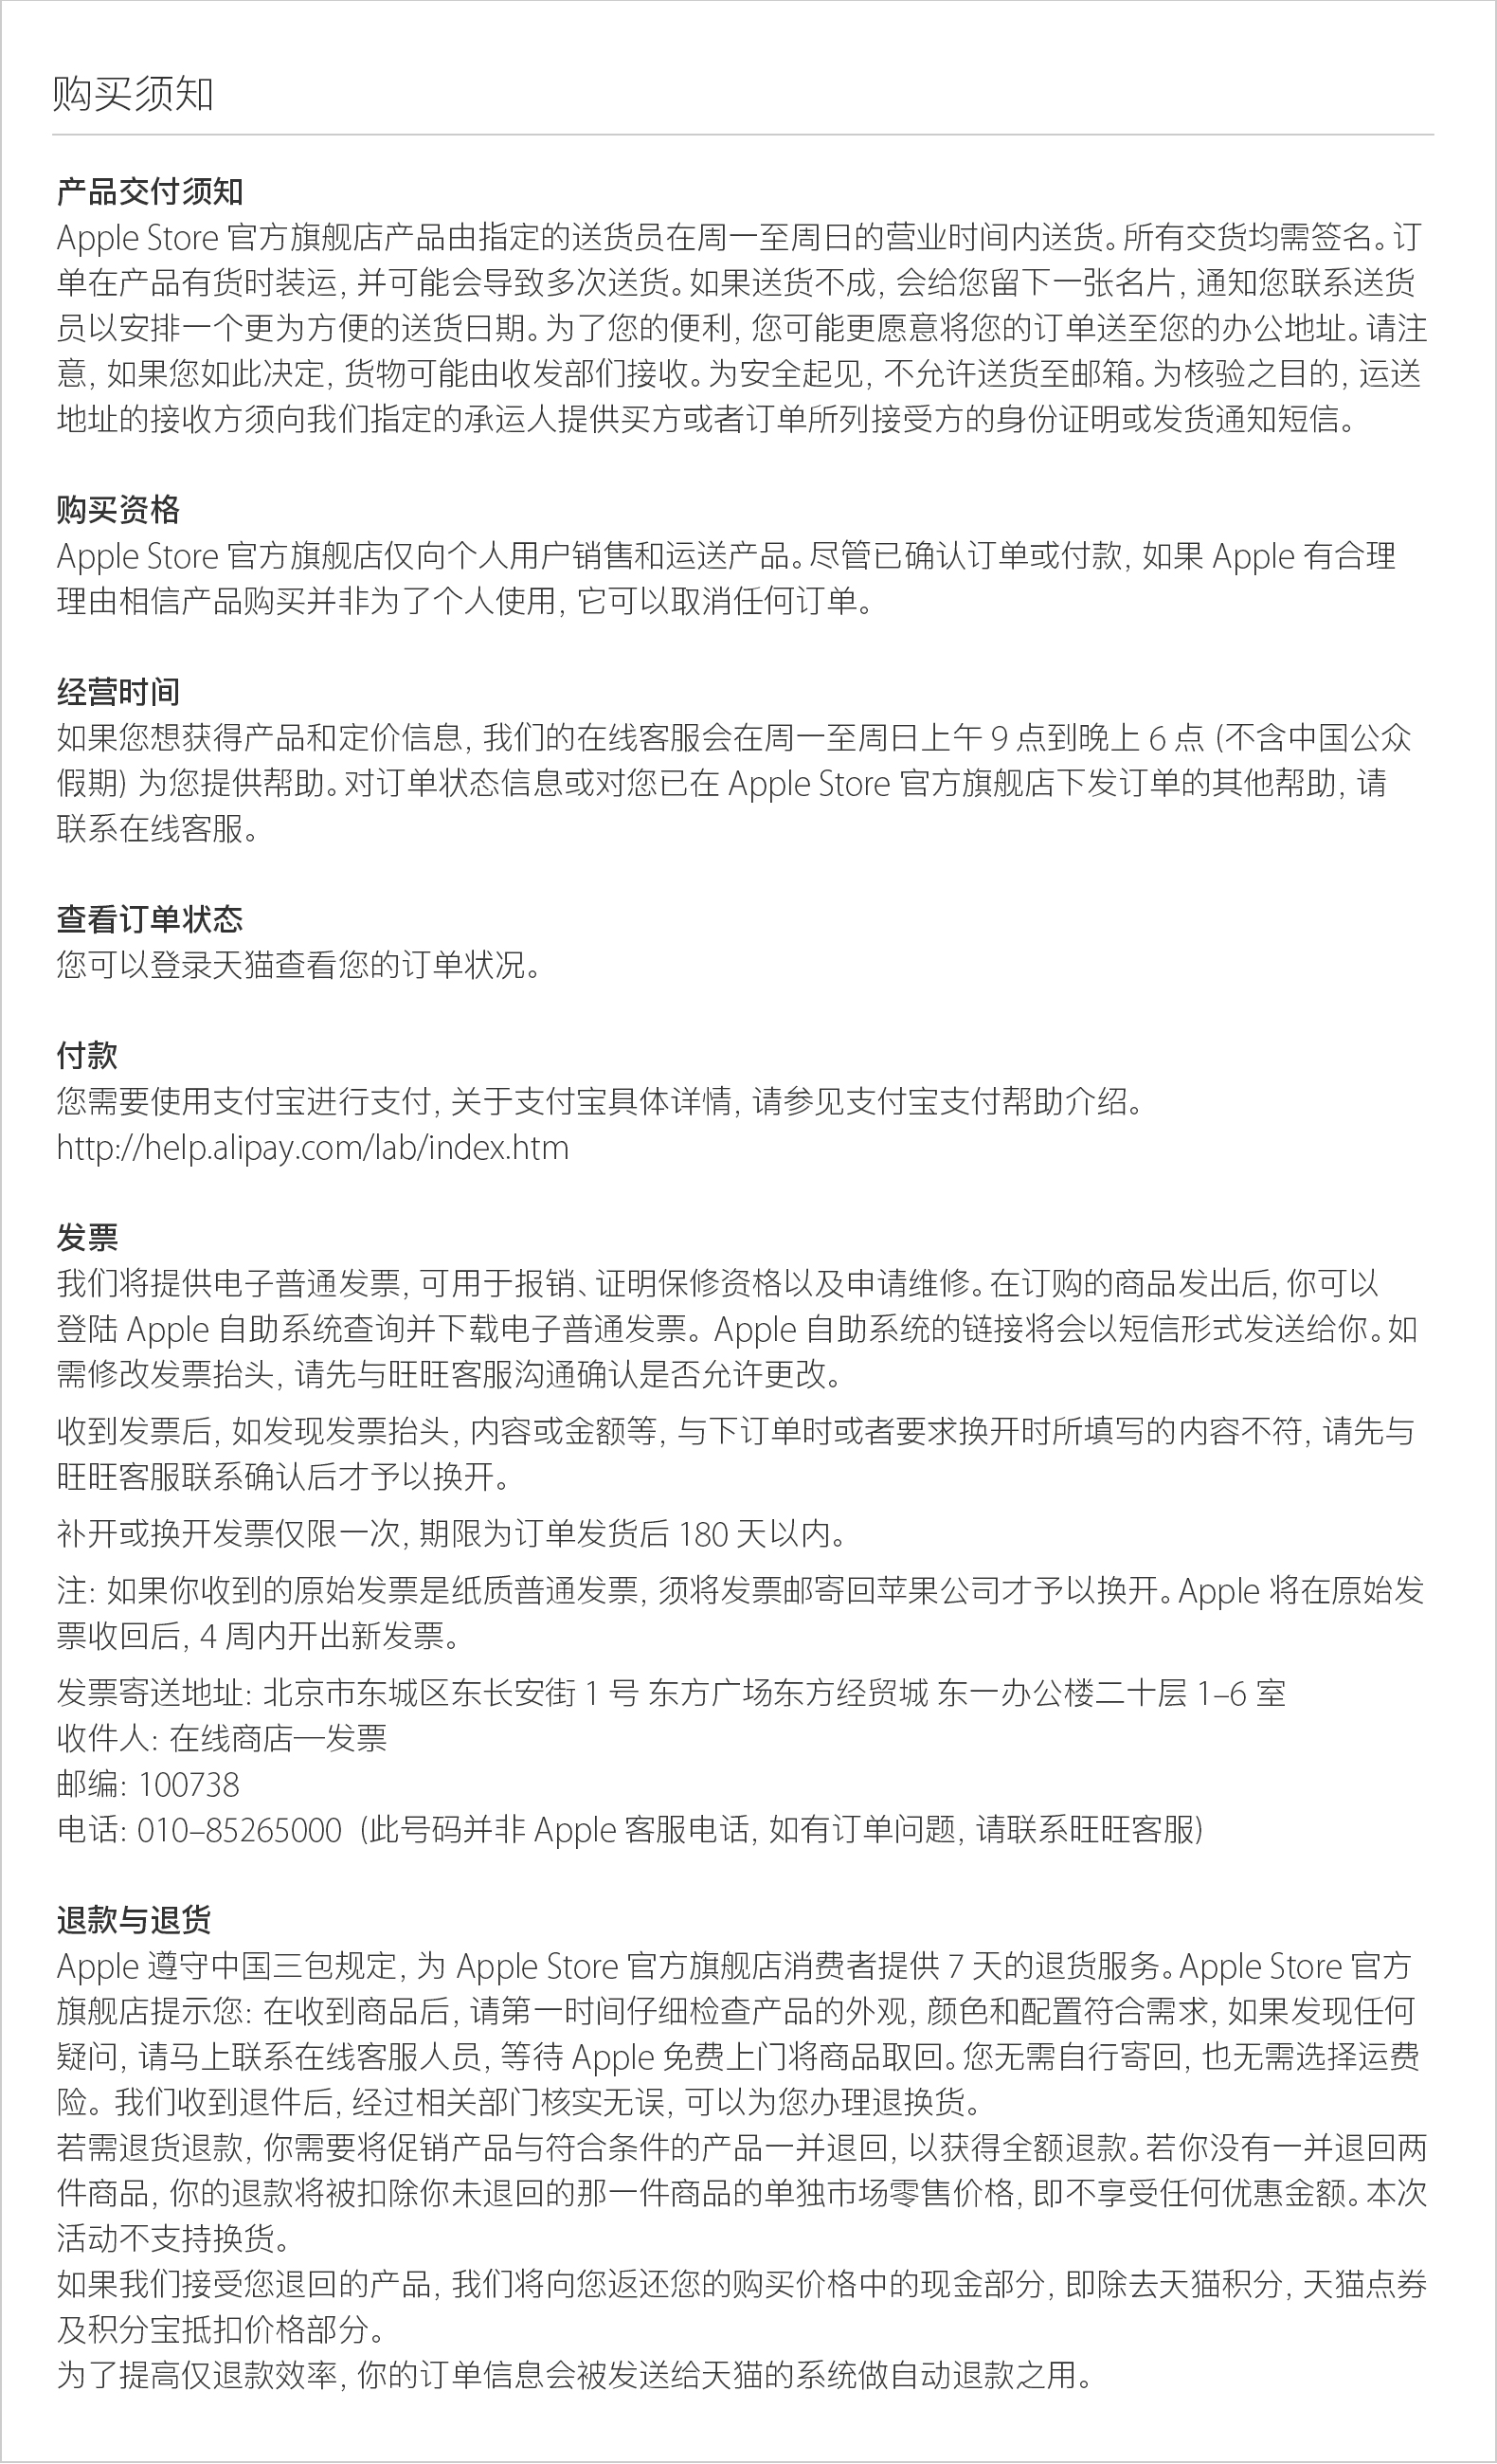 购买须知
产品交付须知
Apple Store 官方旗舰店产品由指定的送货员在周一至周日的营业时间内送货。所有交货均需签名。订
单在产品有货时装运, 并可能会导致多次送货。如果送货不成, 会给您留下一张名片, 通知您联系送货
员以安排一个更为方便的送货日期。为了您的便利, 您可能更愿意将您的订单送至您的办公地址。请注
意, 如果您如此决定, 货物可能由收发部们接收。为安全起见, 不允许送货至邮箱。为核验之目的, 运送
地址的接收方须向我们指定的承运人提供买方或者订单所列接受方的身份证明或发货通知短信。
购买资格
Apple Store 官方旗舰店仅向个人用户销售和运送产品。尽管已确认订单或付款, 如果 Apple 有合理
理由相信产品购买并非为了个人使用, 它可以取消任何订单。
经营时间
如果您想获得产品和定价信息, 我们的在线客服会在周一至周日上午 9 点到晚上 6 点 (不含中国公众
假期) 为您提供帮助。对订单状态信息或对您已在 Apple Store 官方旗舰店下发订单的其他帮助, 请
联系在线客服。
查看订单状态
您可以登录天猫查看您的订单状况。
付款
您需要使用支付宝进行支付, 关于支付宝具体详情, 请参见支付宝支付帮助介绍。
http://help.alipay.com/lab/index.htm
发票
我们将提供电子普通发票, 可用于报销、证明保修资格以及申请维修。在订购的商品发出后, 你可以
登陆 Apple 自助系统查询并下载电子普通发票。Apple 自助系统的链接将会以短信形式发送给你。如
需修改发票抬头, 请先与旺旺客服沟通确认是否允许更改。
收到发票后, 如发现发票抬头, 内容或金额等, 与下订单时或者要求换开时所填写的内容不符, 请先与
旺旺客服联系确认后才予以换开。
补开或换开发票仅限一次, 期限为订单发货后 180 天以内。
注: 如果你收到的原始发票是纸质普通发票, 须将发票邮寄回苹果公司才予以换开。Apple 将在原始发
票收回后, 4 周内开出新发票。
发票寄送地址: 北京市东城区东长安街 1 号 东方广场东方经贸城 东一办公楼二十层 1–6 室
收件人: 在线商店—发票
邮编: 100738
电话: 010–85265000 (此号码并非 Apple 客服电话, 如有订单问题, 请联系旺旺客服)
退款与退货
Apple 遵守中国三包规定, 为 Apple Store 官方旗舰店消费者提供 7 天的退货服务。Apple Store 官方
旗舰店提示您: 在收到商品后, 请第一时间仔细检查产品的外观, 颜色和配置符合需求, 如果发现任何
疑问, 请马上联系在线客服人员, 等待 Apple 免费上门将商品取回。您无需自行寄回, 也无需选择运费
险。我们收到退件后, 经过相关部门核实无误, 可以为您办理退换货。
若需退货退款, 你需要将促销产品与符合条件的产品一并退回, 以获得全额退款。若你没有一并退回两
件商品, 你的退款将被扣除你未退回的那一件商品的单独市场零售价格, 即不享受任何优惠金额。本次
活动不支持换货。
如果我们接受您退回的产品, 我们将向您返还您的购买价格中的现金部分, 即除去天猫积分, 天猫点券
及积分宝抵扣价格部分。
为了提高仅退款效率, 你的订单信息会被发送给天猫的系统做自动退款之用。